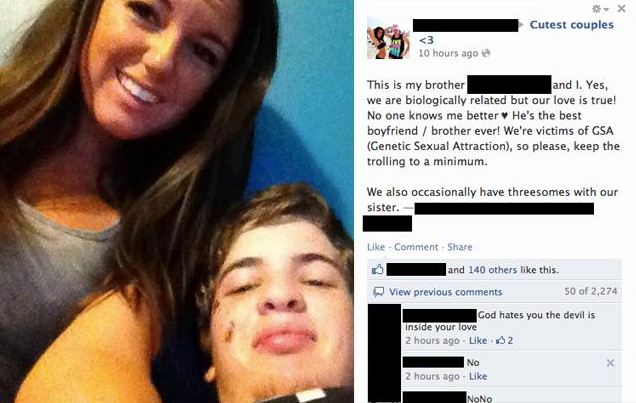 Cutest couples
<3
10 hours ago
This is my brother and I. Yes,
we are biologically related but our love is true!
No one knows me better ♥ He's the best
boyfriend / brother ever! We're victims of GSA
(Genetic Sexual Attraction), so please, keep the
trolling to a minimum.
We also occasionally have threesomes with our
sister. —
Like · Comment · Share
and 140 others like this.
View previous comments 50 of 2,274
God hates you the devil is
inside your love
2 hours ago · Like · 2
No
2 hours ago · Like
NoNo